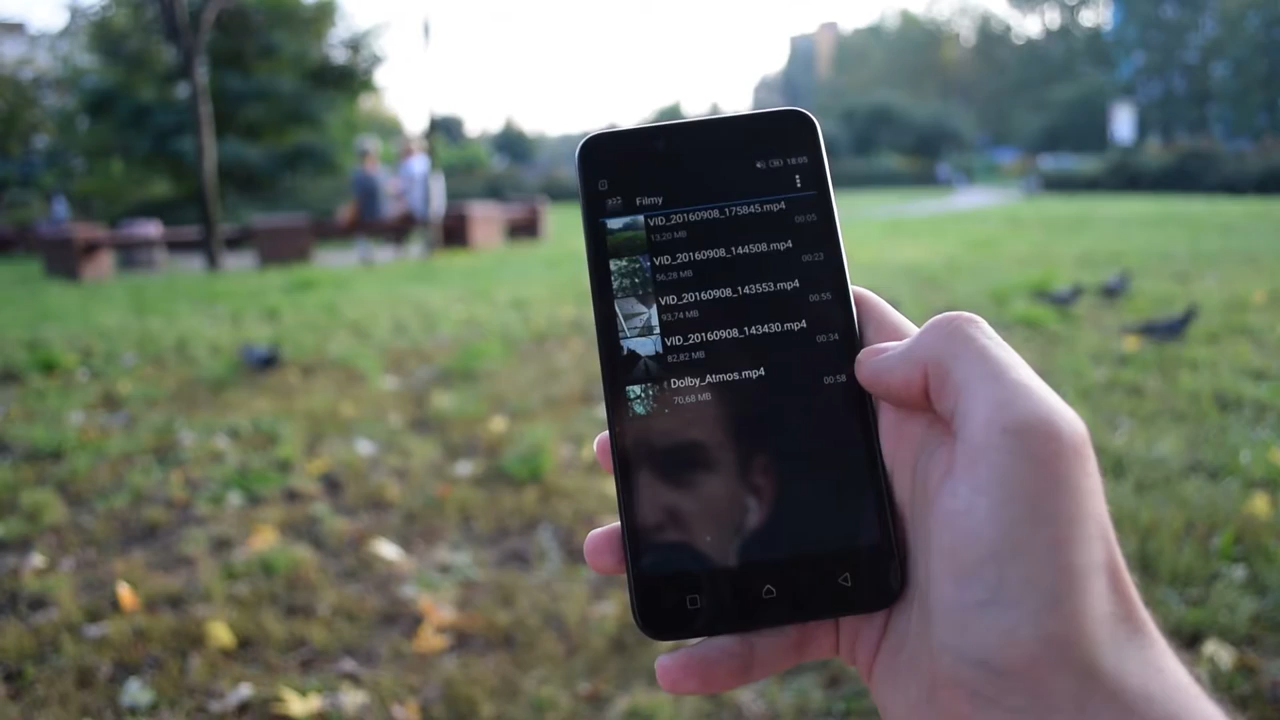 18:05
Filmy
VID_20160908_175845.mp4
13,20 MB
00:05
VID_20160908_144508.mp4
56,28 MB
00:23
VID_20160908_143553.mp4
93,74 MB
00:55
VID_20160908_143430.mp4
82,82 MB
00:34
Dolby_Atmos.mp4
70,68 MB
00:58